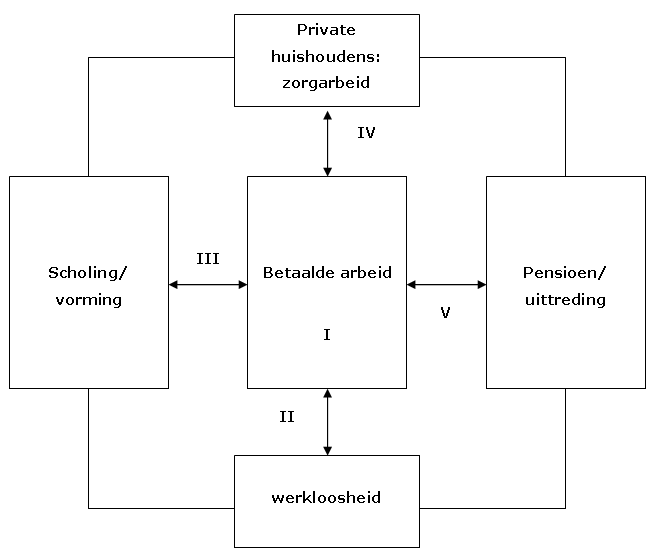 Private
huishoudens:
zorgarbeid
IV
Scholing/
vorming
III
Betaalde arbeid
I
V
Pensioen/
uittreding
II
werkloosheid